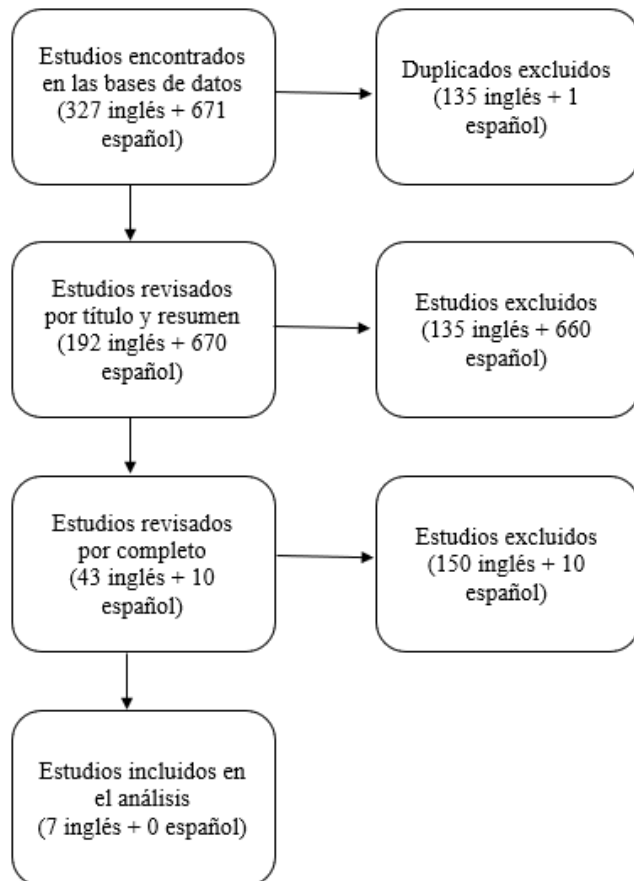 Estudios encontrados
en las bases de datos
(327 inglés + 671
español)
Duplicados excluidos
(135 inglés + 1
español)
Estudios revisados
por título y resumen
(192 inglés + 670
español)
Estudios excluidos
(135 inglés + 660
español)
Estudios revisados
por completo
(43 inglés + 10
español)
Estudios excluidos
(150 inglés + 10
español)
Estudios incluidos en
el análisis
(7 inglés + 0 español)